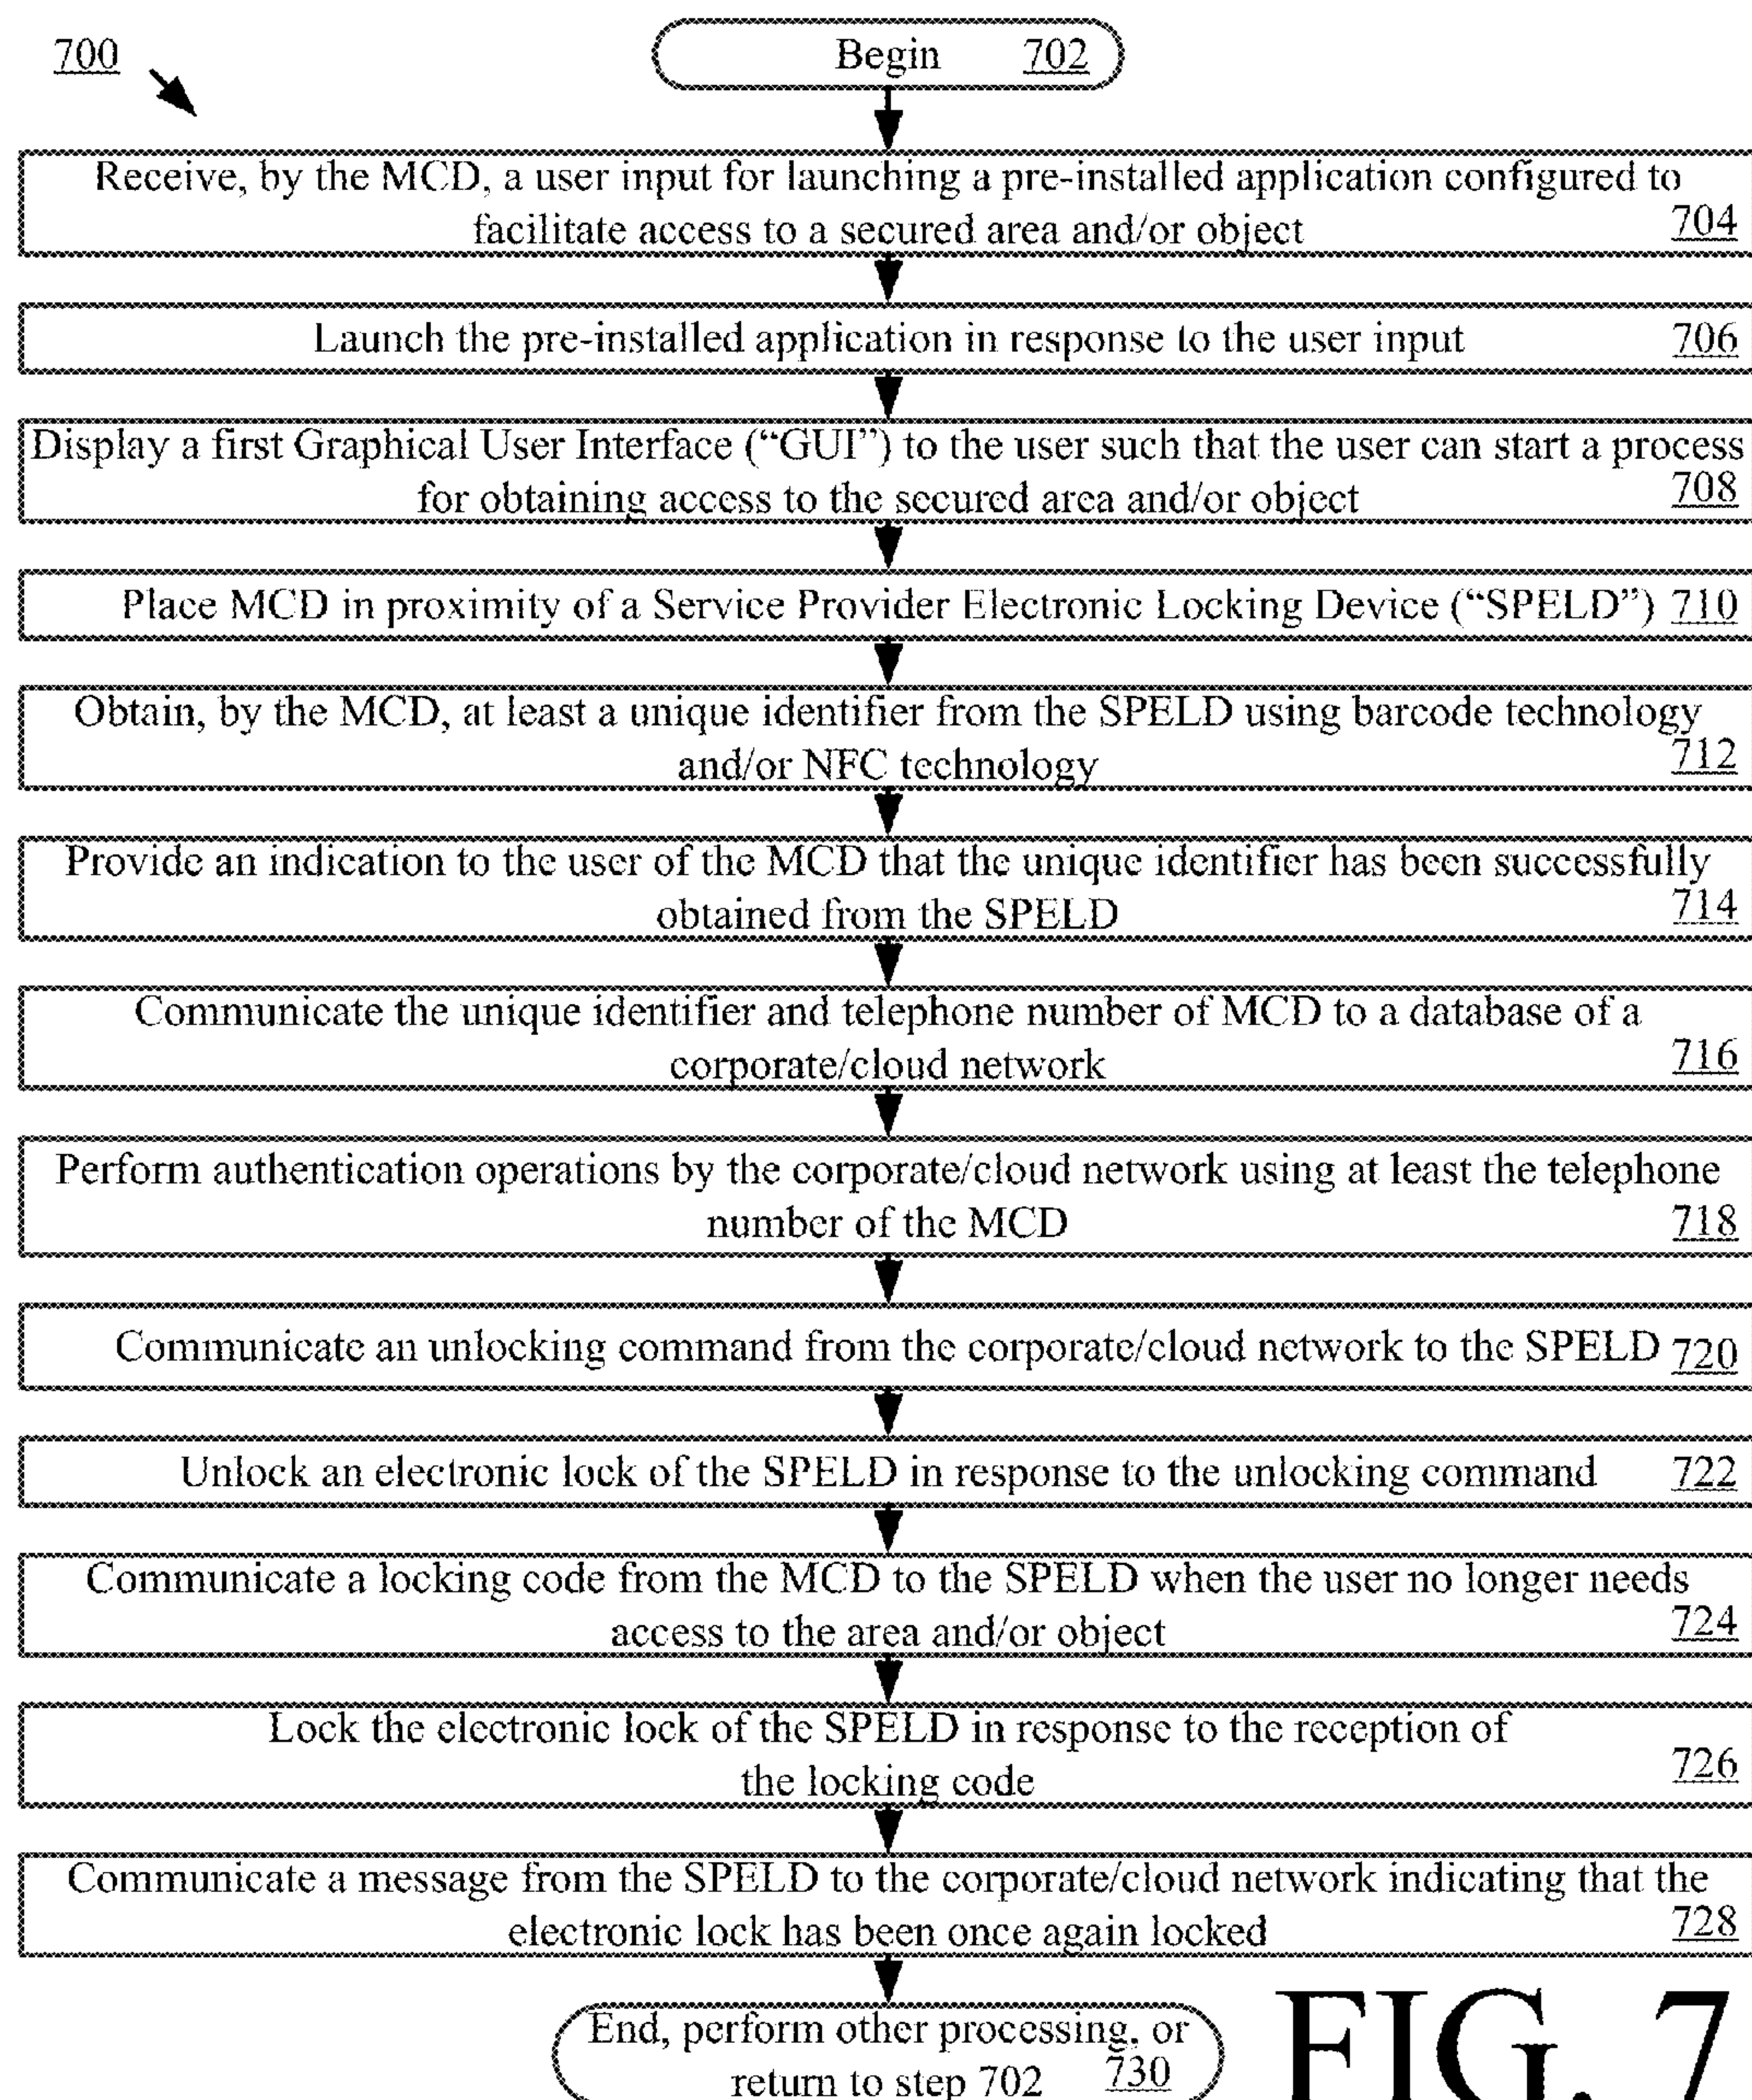 700
Begin 702
Receive, by the MCD, a user input for launching a pre-installed application configured to
facilitate access to a secured area and/or object 704
Launch the pre-installed application in response to the user input 706
Display a first Graphical User Interface (“GUI”) to the user such that the user can start a process
for obtaining access to the secured area and/or object 708
Place MCD in proximity of a Service Provider Electronic Locking Device (“SPELD”) 710
Obtain, by the MCD, at least a unique identifier from the SPELD using barcode technology
and/or NFC technology 712
Provide an indication to the user of the MCD that the unique identifier has been successfully
obtained from the SPELD 714
Communicate the unique identifier and telephone number of MCD to a database of a
corporate/cloud network 716
Perform authentication operations by the corporate/cloud network using at least the telephone
number of the MCD 718
Communicate an unlocking command from the corporate/cloud network to the SPELD 720
Unlock an electronic lock of the SPELD in response to the unlocking command 722
Communicate a locking code from the MCD to the SPELD when the user no longer needs
access to the area and/or object 724
Lock the electronic lock of the SPELD in response to the reception of
the locking code 726
Communicate a message from the SPELD to the corporate/cloud network indicating that the
electronic lock has been once again locked 728
End, perform other processing, or
return to step 702 730
FIG. 7